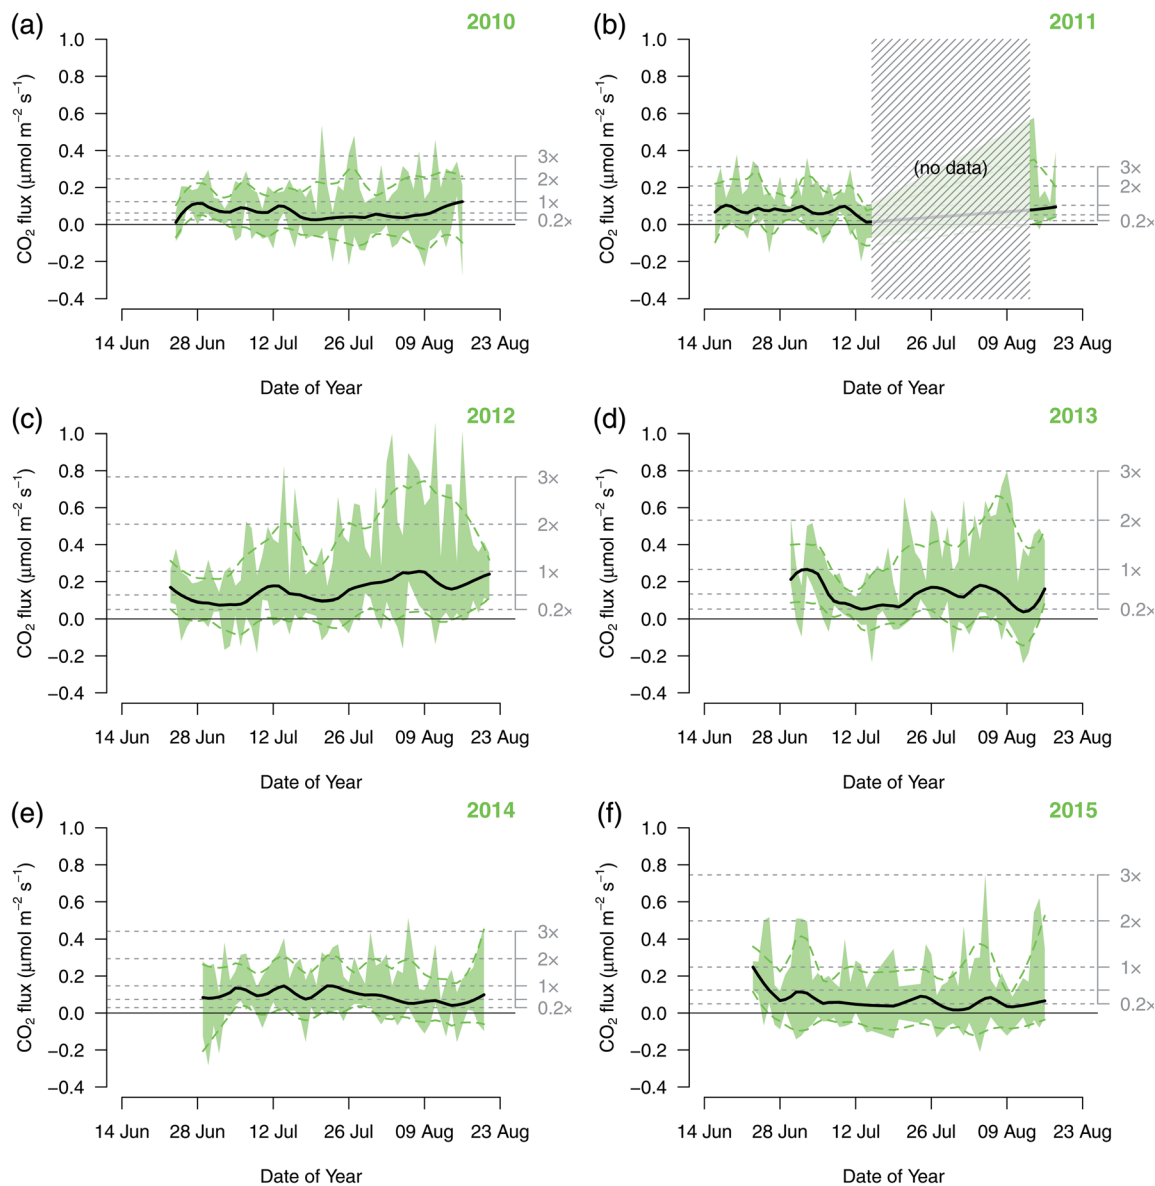 (a) 2010
CO2 flux (μmol m−2 s−1)
1.0
0.8
0.6
0.4
0.2
0.0
−0.2
−0.4
3×
2×
1×
0.2×
14 Jun 28 Jun 12 Jul 26 Jul 09 Aug 23 Aug
Date of Year
(b) 2011
CO2 flux (μmol m−2 s−1)
1.0
0.8
0.6
0.4
0.2
0.0
−0.2
−0.4
(no data)
3×
2×
0.2×
14 Jun 28 Jun 12 Jul 26 Jul 09 Aug 23 Aug
Date of Year
(c) 2012
CO2 flux (μmol m−2 s−1)
1.0
0.8
0.6
0.4
0.2
0.0
−0.2
−0.4
3×
2×
1×
0.2×
14 Jun 28 Jun 12 Jul 26 Jul 09 Aug 23 Aug
Date of Year
(d) 2013
CO2 flux (μmol m−2 s−1)
1.0
0.8
0.6
0.4
0.2
0.0
−0.2
−0.4
3×
2×
1×
0.2×
14 Jun 28 Jun 12 Jul 26 Jul 09 Aug 23 Aug
Date of Year
(e) 2014
CO2 flux (μmol m−2 s−1)
1.0
0.8
0.6
0.4
0.2
0.0
−0.2
−0.4
3×
2×
1×
0.2×
14 Jun 28 Jun 12 Jul 26 Jul 09 Aug 23 Aug
Date of Year
(f) 2015
CO2 flux (μmol m−2 s−1)
1.0
0.8
0.6
0.4
0.2
0.0
−0.2
−0.4
3×
2×
1×
0.2×
14 Jun 28 Jun 12 Jul 26 Jul 09 Aug 23 Aug
Date of Year